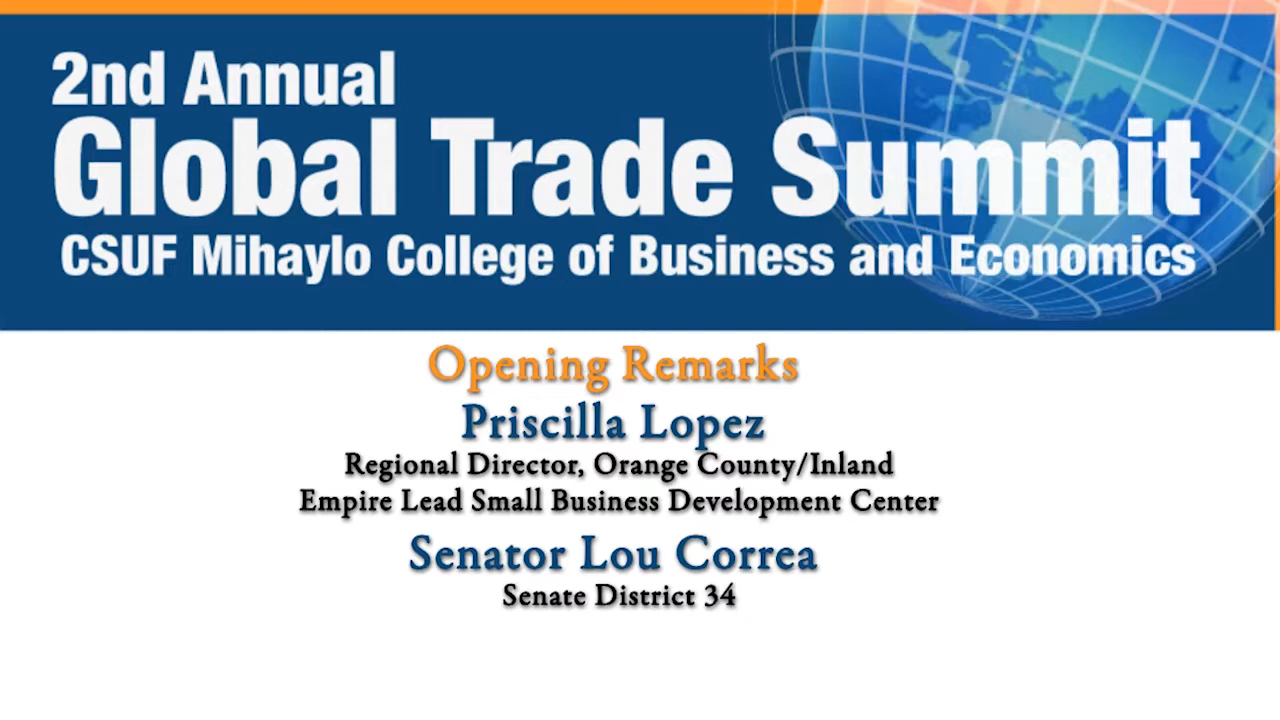 2nd Annual
Global Trade Summit
CSUF Mihaylo College of Business and Economics
Opening Remarks
Priscilla Lopez
Regional Director, Orange County/Inland
Empire Lead Small Business Development Center
Senator Lou Correa
Senate District 34